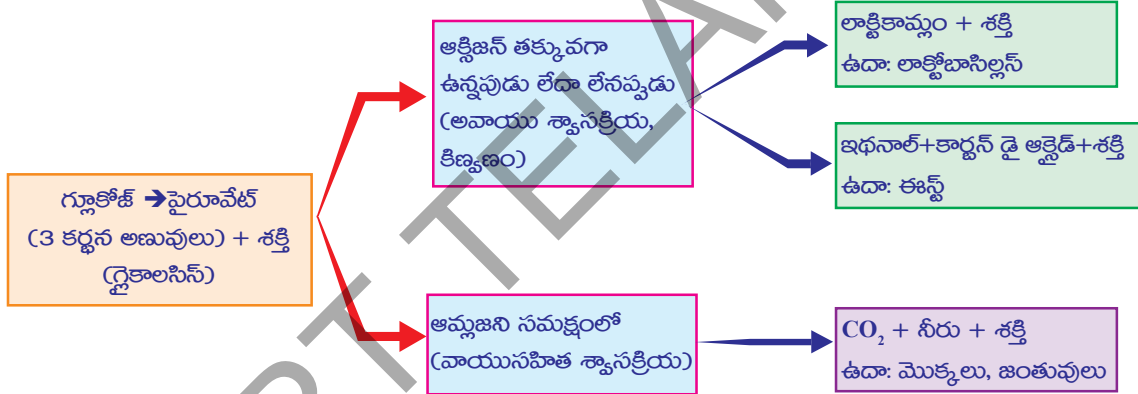 గ్లూకోజ్ ➔పైరూవేట్
(3 కర్భన అణువులు) + శక్తి
(గ్లైకాలసిస్)
ఆక్సిజన్ తక్కువగా
ఉన్నపుడు లేదా లేనప్పుడు
(అవాయు శ్వాసక్రియ,
కిణ్వణం)
లాక్టికామ్లం + శక్తి
ఉదా: లాక్టోబాసిల్లస్
ఇథనాల్+కార్బన్ డై ఆక్సైడ్+శక్తి
ఉదా: ఈస్ట్
ఆమ్లజని సమక్షంలో
(వాయుసహిత శ్వాసక్రియ)
CO₂ + నీరు + శక్తి
ఉదా: మొక్కలు, జంతువులు